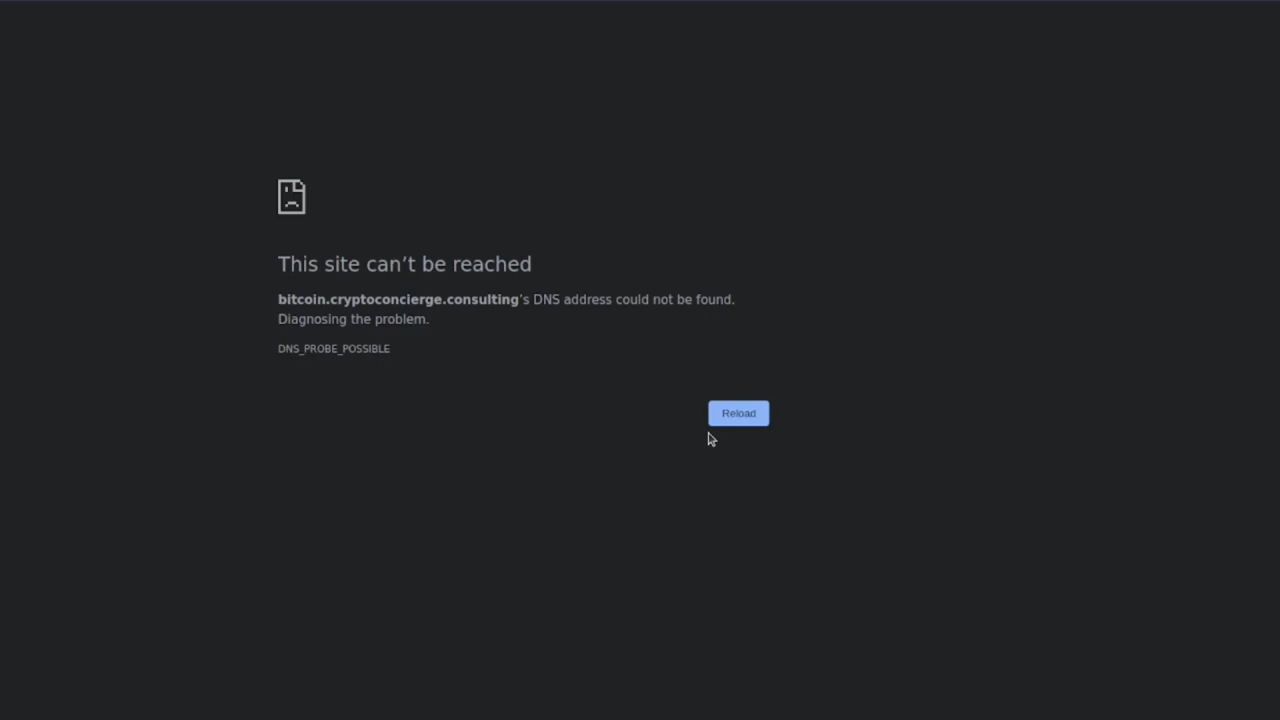 This site can’t be reached
bitcoin.cryptoconcierge.consulting's DNS address could not be found.
Diagnosing the problem.
DNS_PROBE_POSSIBLE
Reload